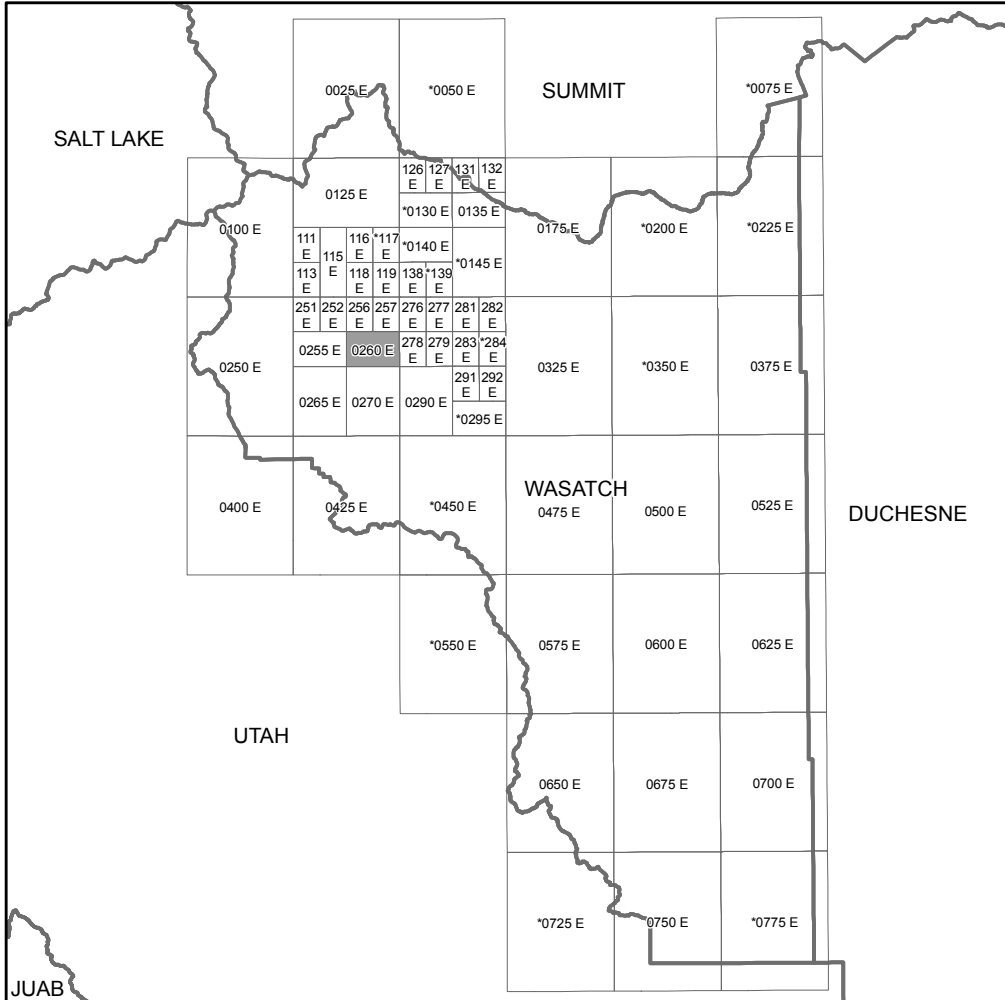 0025 E
*0050 E
SUMMIT
*0075 E
SALT LAKE
126
E
127
E
131
E
132
E
0125 E
*0130 E
0135 E
0100 E
0175 E
*0200 E
*0225 E
111
E
115
E
116
E
*117
E
*0140 E
*0145 E
113
E
118
E
119
E
138
E
*139
E
251
E
252
E
256
E
257
E
276
E
277
E
281
E
282
E
0250 E
0255 E
0260 E
278
E
279
E
283
E
*284
E
0325 E
*0350 E
0375 E
0265 E
0270 E
0290 E
291
E
292
E
*0295 E
0400 E
0425 E
*0450 E
WASATCH
0475 E
0500 E
0525 E
DUCHESNE
*0550 E
0575 E
0600 E
0625 E
UTAH
0650 E
0675 E
0700 E
*0725 E
0750 E
*0775 E
JUAB